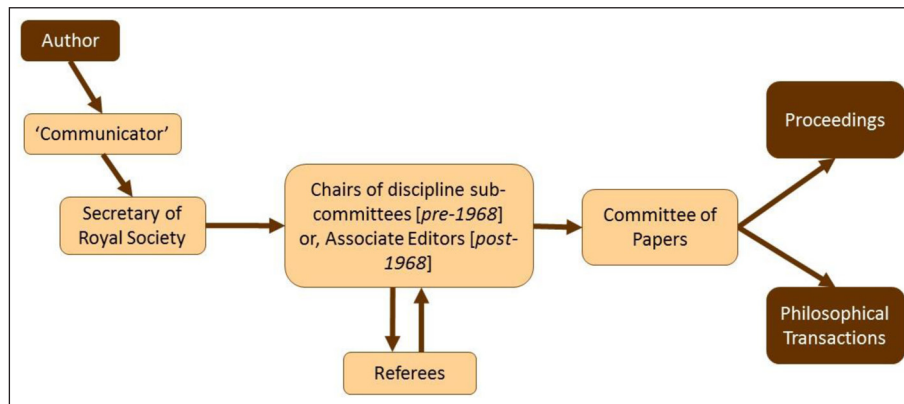 Author
‘Communicator’
Secretary of
Royal Society
Chairs of discipline sub-
committees [pre-1968]
or, Associate Editors [post-
1968]
Referees
Committee of
Papers
Proceedings
Philosophical
Transactions